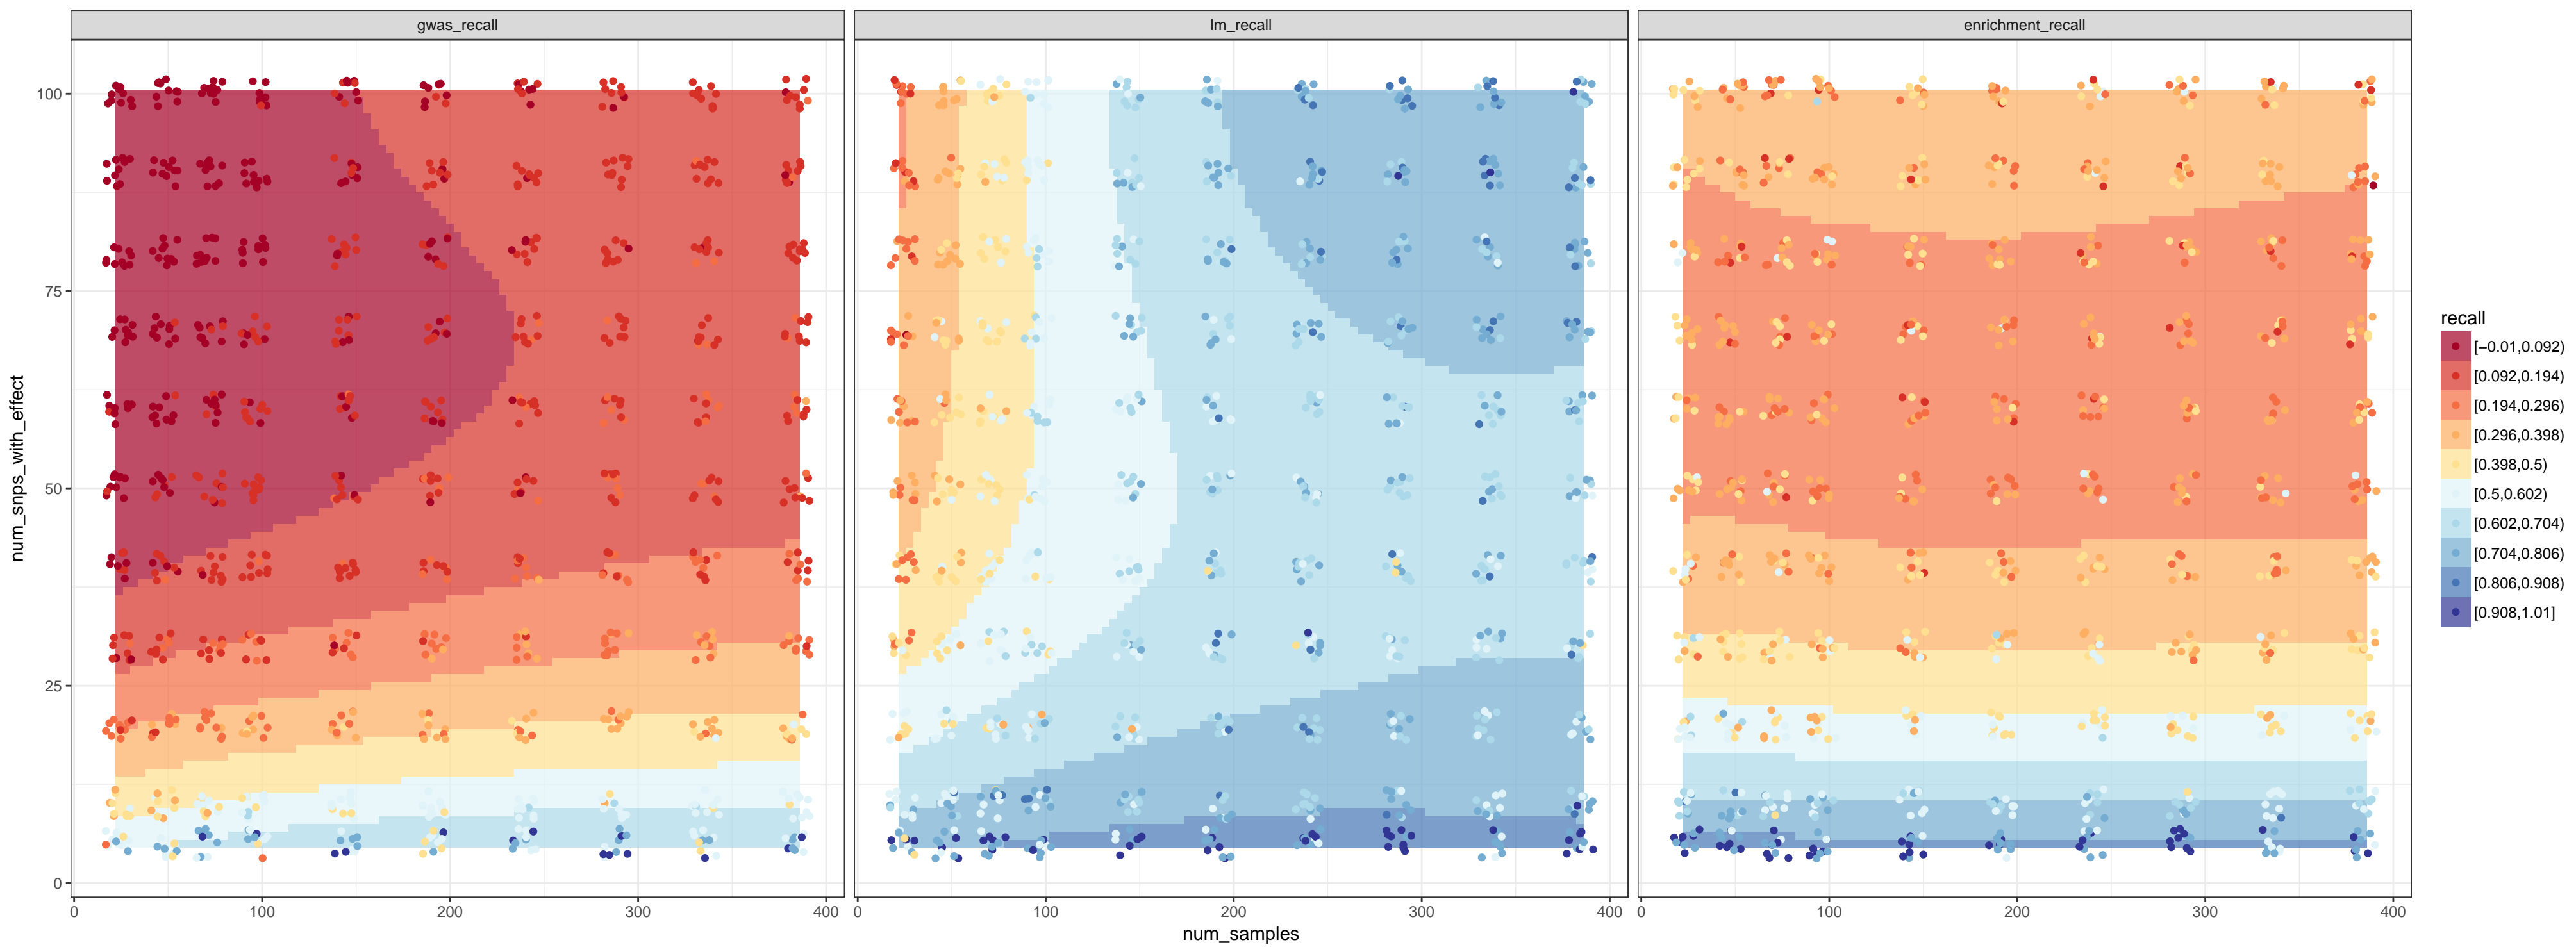 gwas_recall
lm_recall
enrichment_recall
num_snps_with_effect
100
75
50
25
0
0 100 200 300 400
0 100 200 300 400
0 100 200 300 400
num_samples
recall
[−0.01,0.092)
[0.092,0.194)
[0.194,0.296)
[0.296,0.398)
[0.398,0.5)
[0.5,0.602)
[0.602,0.704)
[0.704,0.806)
[0.806,0.908)
[0.908,1.01]